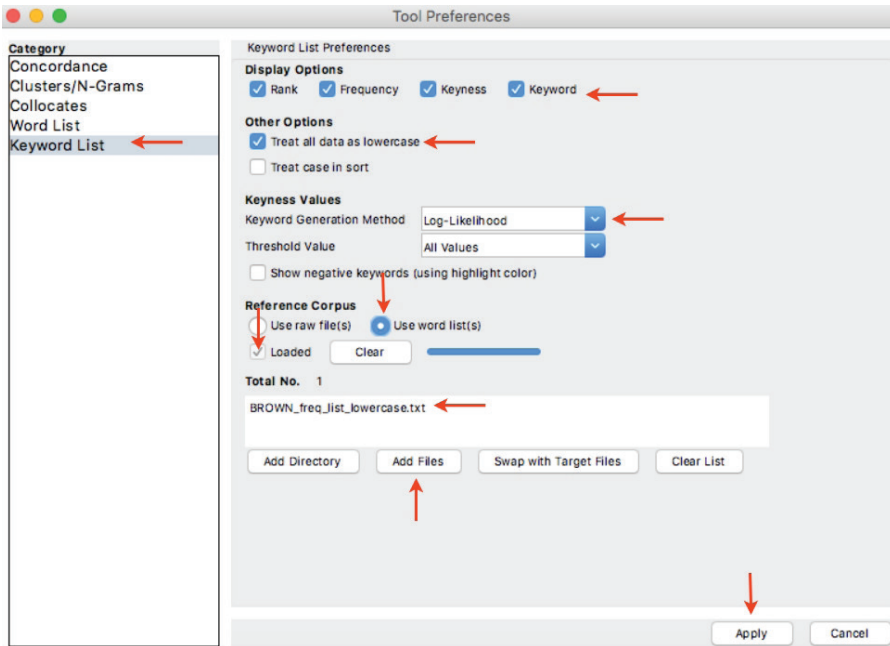 Tool Preferences
Category
Concordance
Clusters/N-Grams
Collocates
Word List
Keyword List
Keyword List Preferences
Display Options
Rank Frequency Keyness Keyword
Other Options
Treat all data as lowercase
Treat case in sort
Keyness Values
Keyword Generation Method Log-Likelihood
Threshold Value All Values
Show negative keywords (using highlight color)
Reference Corpus
Use raw file(s) Use word list(s)
Loaded Clear
Total No. 1
BROWN_freq_list_lowercase.txt
Add Directory Add Files Swap with Target Files Clear List
Apply Cancel